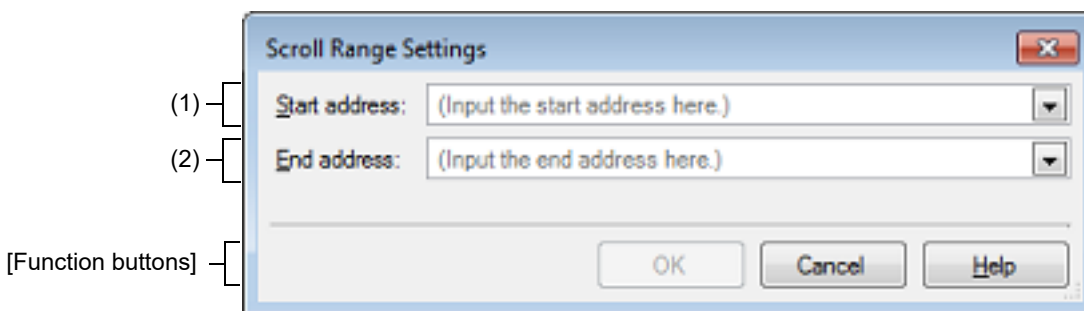 Scroll Range Settings
(1) Start address: (Input the start address here.)
(2) End address: (Input the end address here.)
[Function buttons] OK Cancel Help